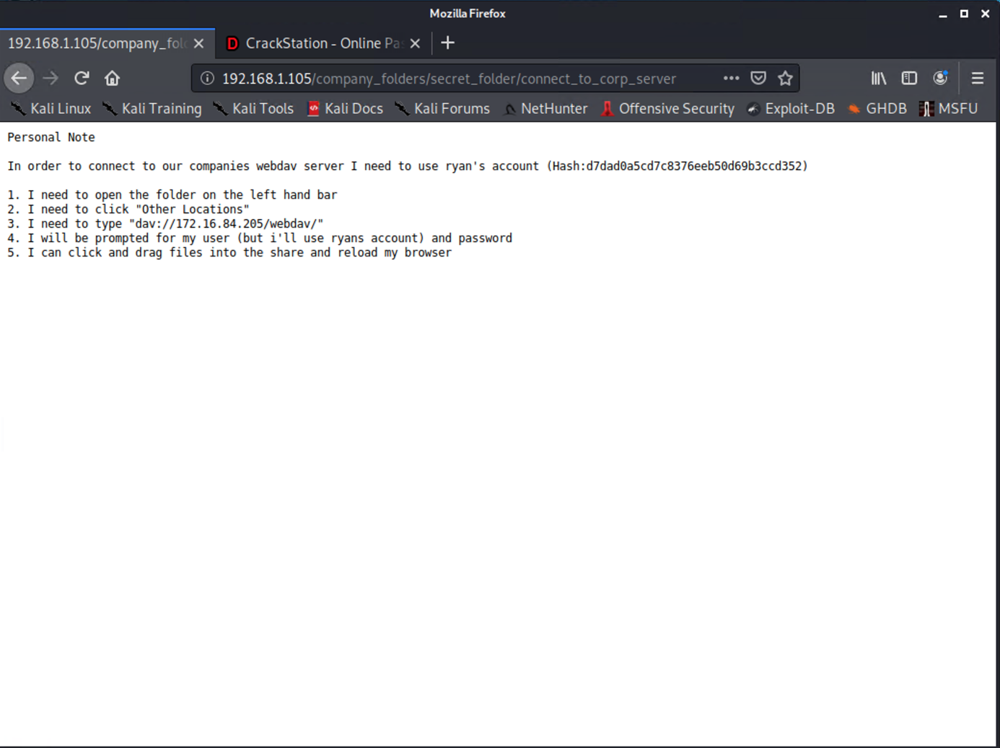 Mozilla Firefox
192.168.1.105/company_fol
CrackStation - Online Pa
192.168.1.105/company_folders/secret_folder/connect_to_corp_server
Kali Linux Kali Training Kali Tools Kali Docs Kali Forums NetHunter Offensive Security Exploit-DB GHDB MSFU
Personal Note
In order to connect to our companies webdav server I need to use ryan's account (Hash:d7dad0a5cd7c8376eeb50d69b3ccd352)
1. I need to open the folder on the left hand bar
2. I need to click "Other Locations"
3. I need to type "dav://172.16.84.205/webdav/"
4. I will be prompted for my user (but i'll use ryans account) and password
5. I can click and drag files into the share and reload my browser